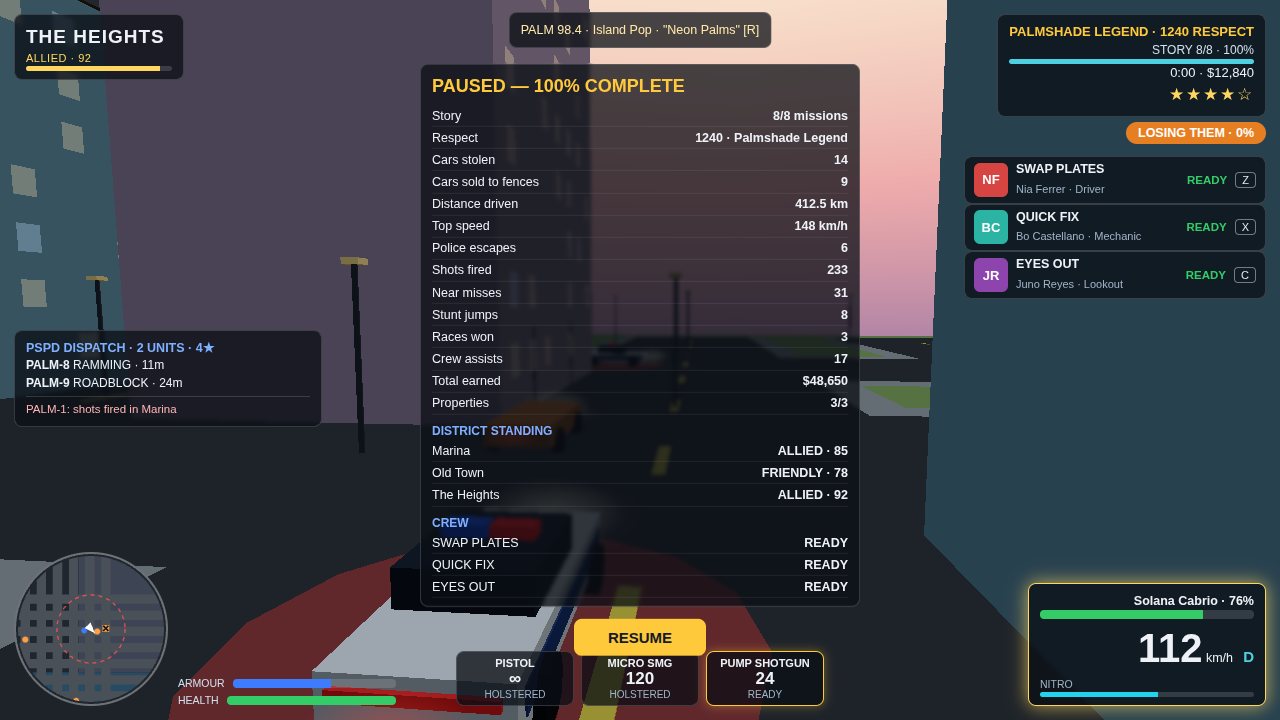 THE HEIGHTS
ALLIED · 92
PALM 98.4 · Island Pop · "Neon Palms" [R]
PALMSHADE LEGEND · 1240 RESPECT
STORY 8/8 · 100%
0:00 · $12,840
★★★★☆
LOSING THEM · 0%
NF SWAP PLATES READY Z
Nia Ferrer · Driver
BC QUICK FIX READY X
Bo Castellano · Mechanic
JR EYES OUT READY C
Juno Reyes · Lookout
PAUSED — 100% COMPLETE
Story 8/8 missions
Respect 1240 · Palmshade Legend
Cars stolen 14
Cars sold to fences 9
Distance driven 412.5 km
Top speed 148 km/h
Police escapes 6
Shots fired 233
Near misses 31
Stunt jumps 8
Races won 3
Crew assists 17
Total earned $48,650
Properties 3/3
DISTRICT STANDING
Marina ALLIED · 85
Old Town FRIENDLY · 78
The Heights ALLIED · 92
CREW
SWAP PLATES READY
QUICK FIX READY
EYES OUT READY
RESUME
PSPD DISPATCH · 2 UNITS · 4★
PALM-8 RAMMING · 11m
PALM-9 ROADBLOCK · 24m
PALM-1: shots fired in Marina
ARMOUR
HEALTH
PISTOL
∞
HOLSTERED
MICRO SMG
120
HOLSTERED
PUMP SHOTGUN
24
READY
Solana Cabrio · 76%
112 km/h D
NITRO